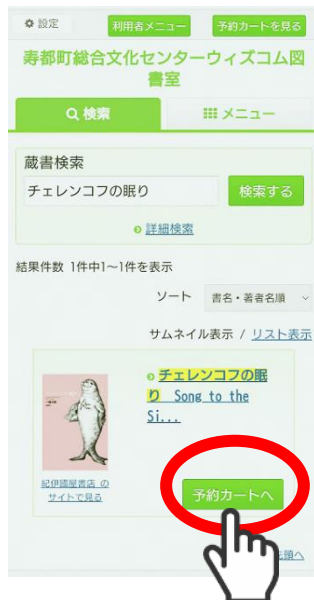 設定
利用者メニュー
予約カートを見る
寿都町総合文化センターウィズコム図
書室
検索
メニュー
蔵書検索
チェレンコフの眠り
検索する
詳細検索
結果件数 1件中1~1件を表示
ソート
書名・著者名順
サムネイル表示 / リスト表示
チェレンコフの眠
り Song to the
Si...
紀伊國屋書店 の
サイトで見る
予約カートへ
先頭へ